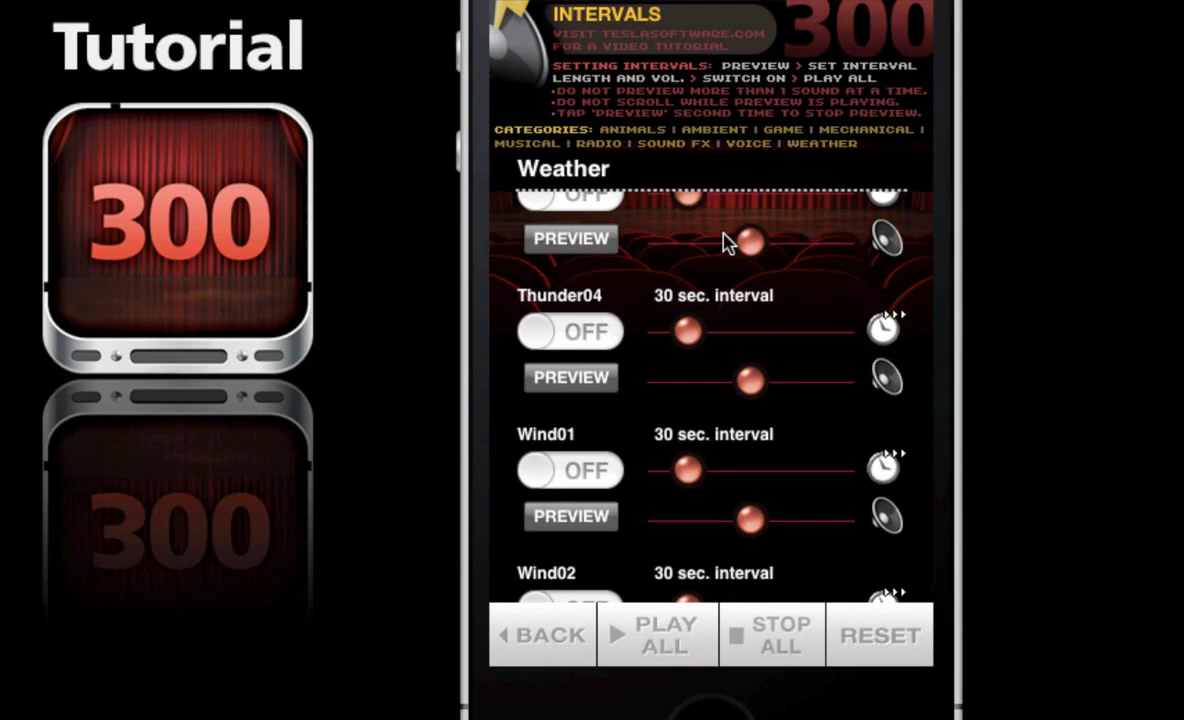 Tutorial
300
300
INTERVALS
VISIT TESLASOFTWARE.COM
FOR A VIDEO TUTORIAL
300
SETTING INTERVALS: PREVIEW > SET INTERVAL
LENGTH AND VOL. > SWITCH ON > PLAY ALL
•DO NOT PREVIEW MORE THAN 1 SOUND AT A TIME.
•DO NOT SCROLL WHILE PREVIEW IS PLAYING.
•TAP 'PREVIEW' SECOND TIME TO STOP PREVIEW.
CATEGORIES: ANIMALS | AMBIENT | GAME | MECHANICAL |
MUSICAL | RADIO | SOUND FX | VOICE | WEATHER
Weather
OFF
PREVIEW
Thunder04 30 sec. interval
OFF
PREVIEW
Wind01 30 sec. interval
OFF
PREVIEW
Wind02 30 sec. interval
OFF
BACK PLAY ALL STOP ALL RESET